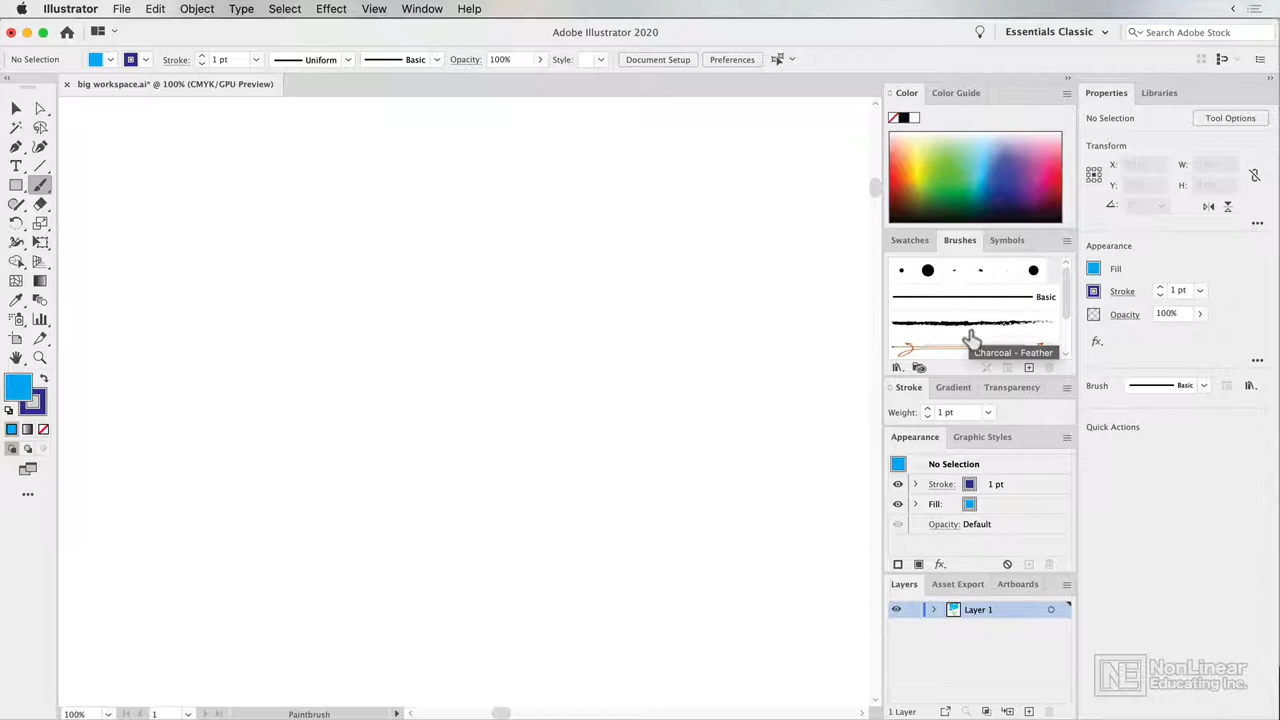 Illustrator File Edit Object Type Select Effect View Window Help
Adobe Illustrator 2020
Essentials Classic
Search Adobe Stock
No Selection
Stroke:
1 pt
Uniform
Basic
Opacity:
100%
Style:
Document Setup
Preferences
big workspace.ai* @ 100% (CMYK/GPU Preview)
Color
Color Guide
Swatches
Brushes
Symbols
Basic
Charcoal - Feather
Stroke
Gradient
Transparency
Weight:
1 pt
Appearance
Graphic Styles
No Selection
Stroke:
1 pt
Fill:
Opacity: Default
Layers
Asset Export
Artboards
Layer 1
1 Layer
Properties
Libraries
No Selection
Tool Options
Transform
X:
W:
Y:
H:
Appearance
Fill
Stroke
1 pt
Opacity
100%
fx.
Brush
Basic
Quick Actions
100%
1
Paintbrush
NonLinear
Educating Inc.